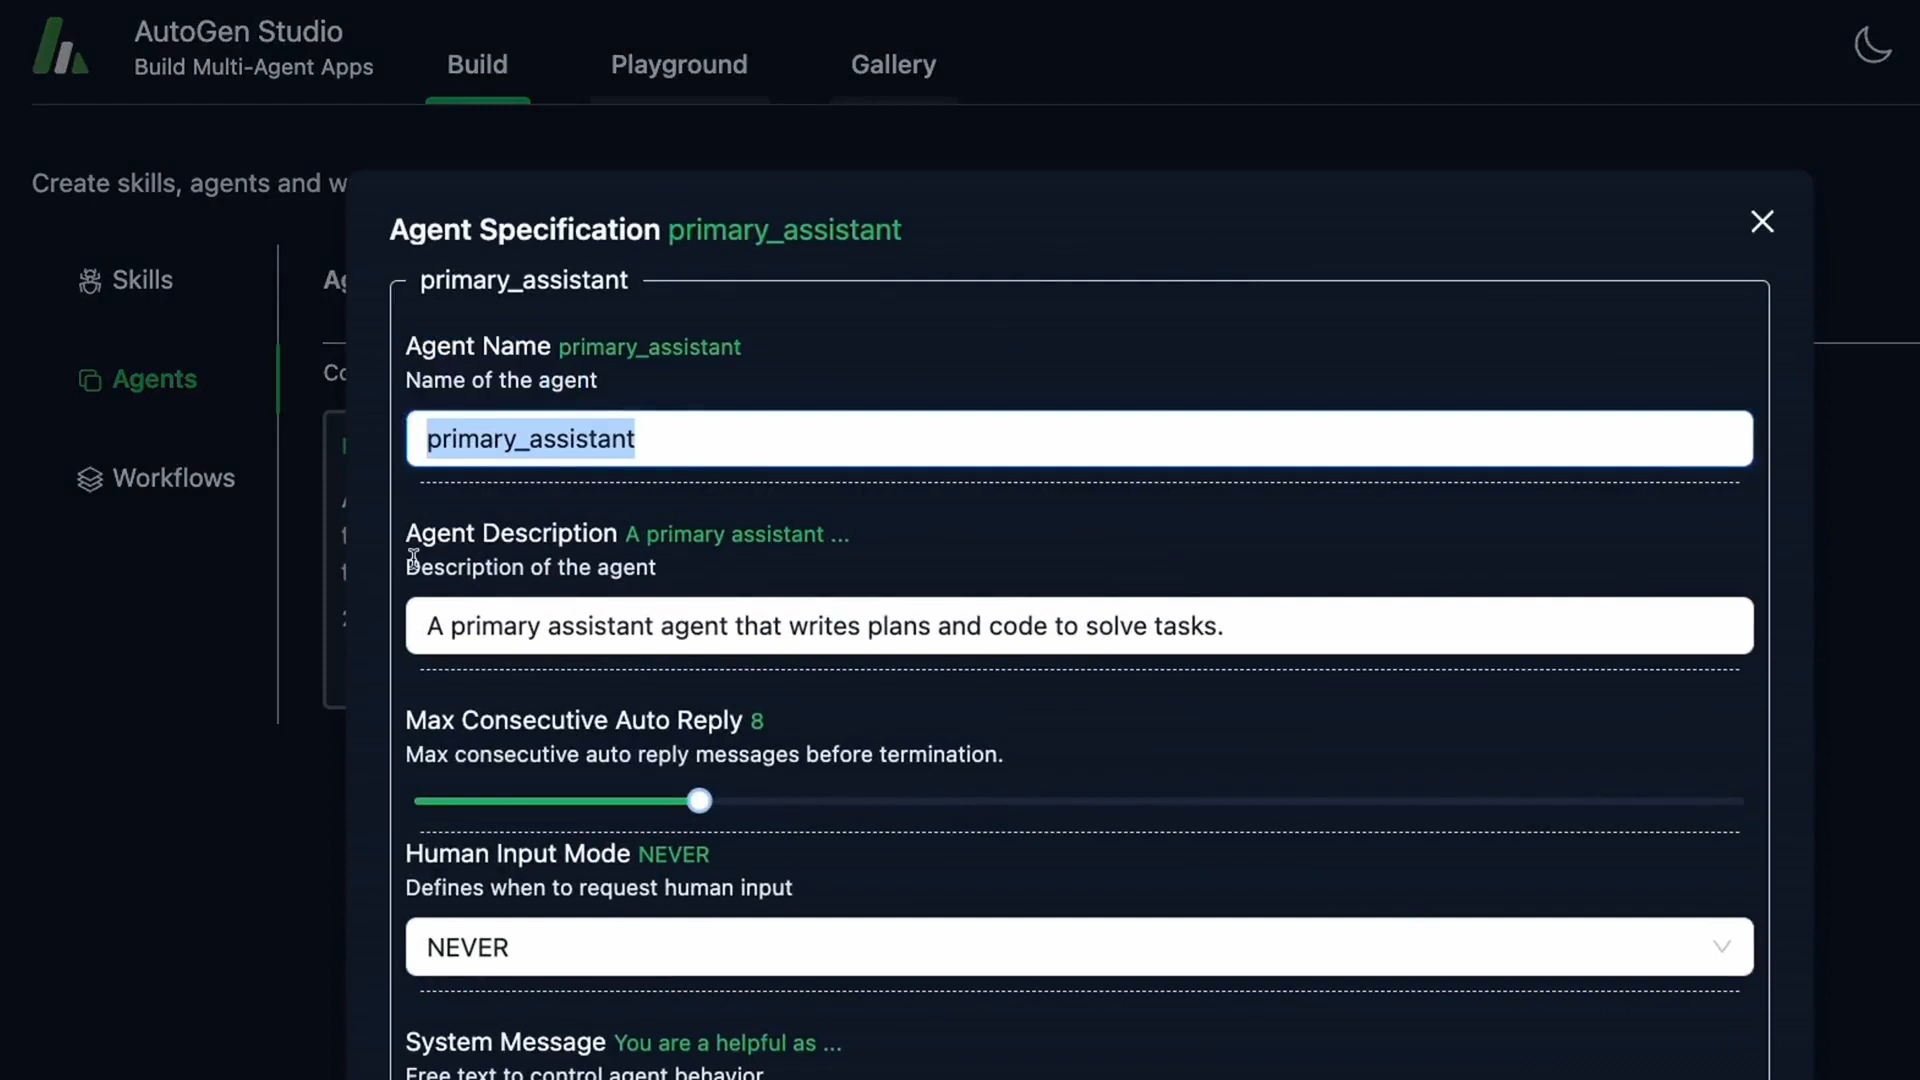 AutoGen Studio
Build Multi-Agent Apps
Build
Playground
Gallery
Create skills, agents and w
Skills
Agents
Workflows
Agent Specification primary_assistant
primary_assistant
Agent Name primary_assistant
Name of the agent
primary_assistant
Agent Description A primary assistant ...
Description of the agent
A primary assistant agent that writes plans and code to solve tasks.
Max Consecutive Auto Reply 8
Max consecutive auto reply messages before termination.
Human Input Mode NEVER
Defines when to request human input
NEVER
System Message You are a helpful as ...
Free text to control agent behavior